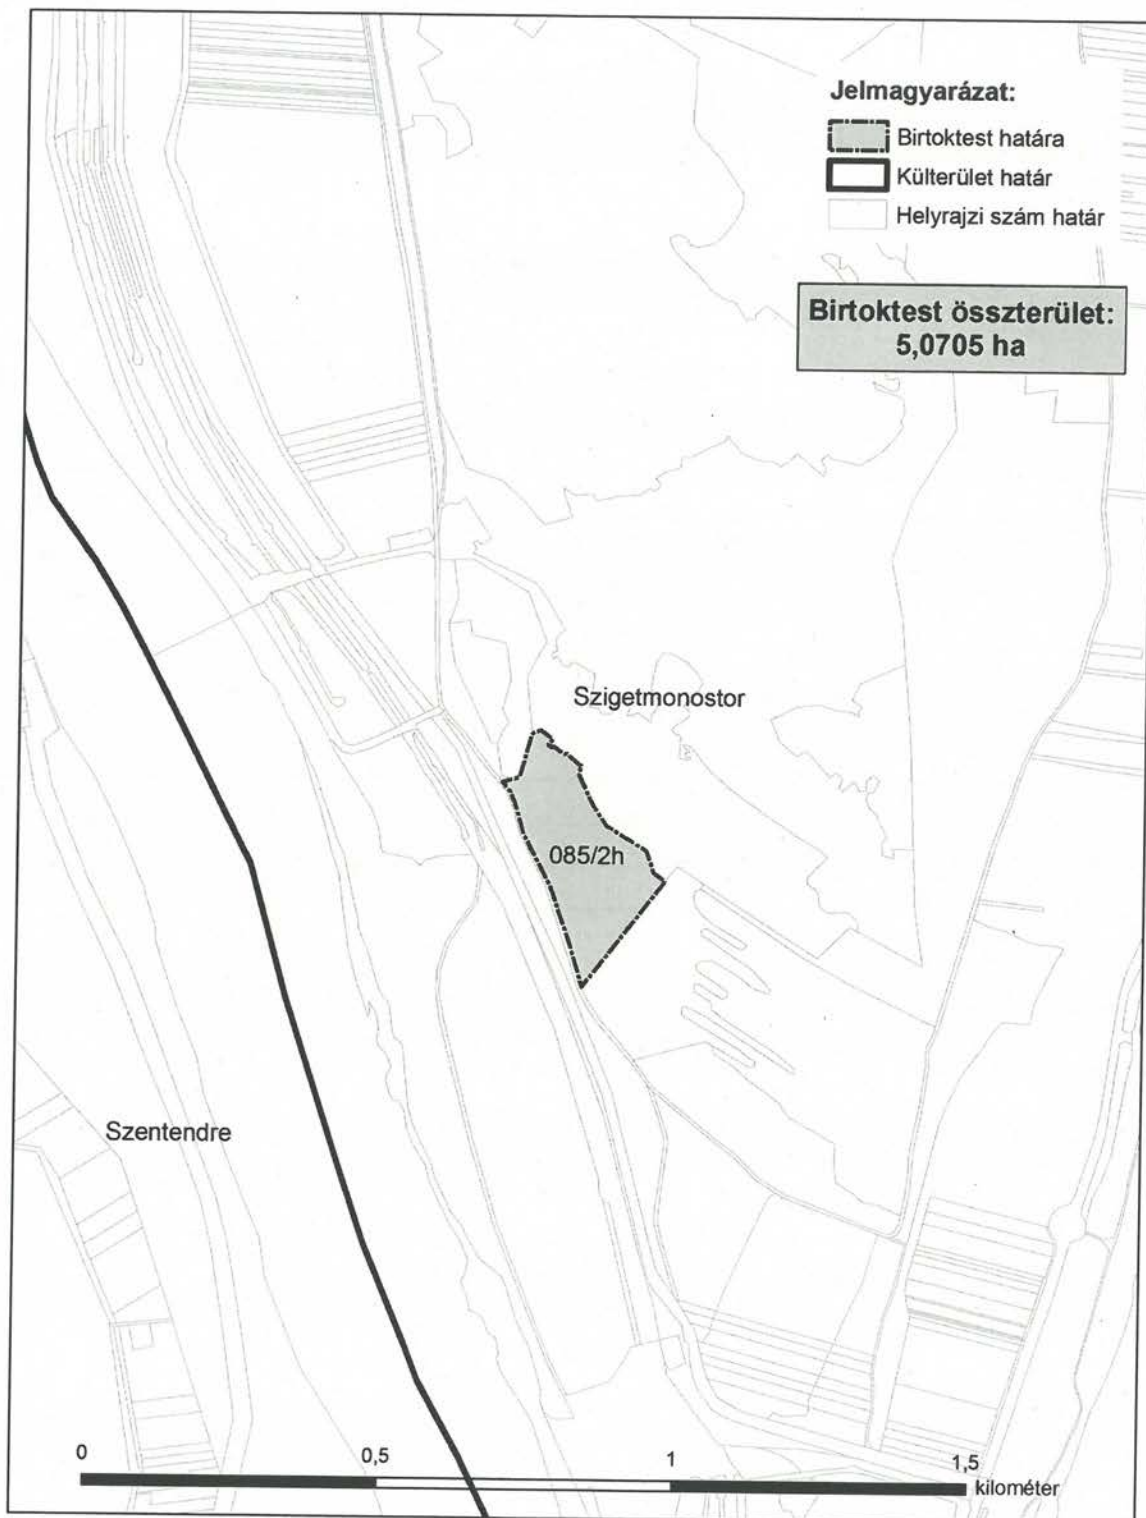 Jelmagyarázat:
Birtoktest határa
Külterület határ
Helyrajzi szám határ
Birtoktest összterület:
5,0705 ha
Szigetmonostor
085/2h
Szentendre
0
0,5
1
1,5
kilométer